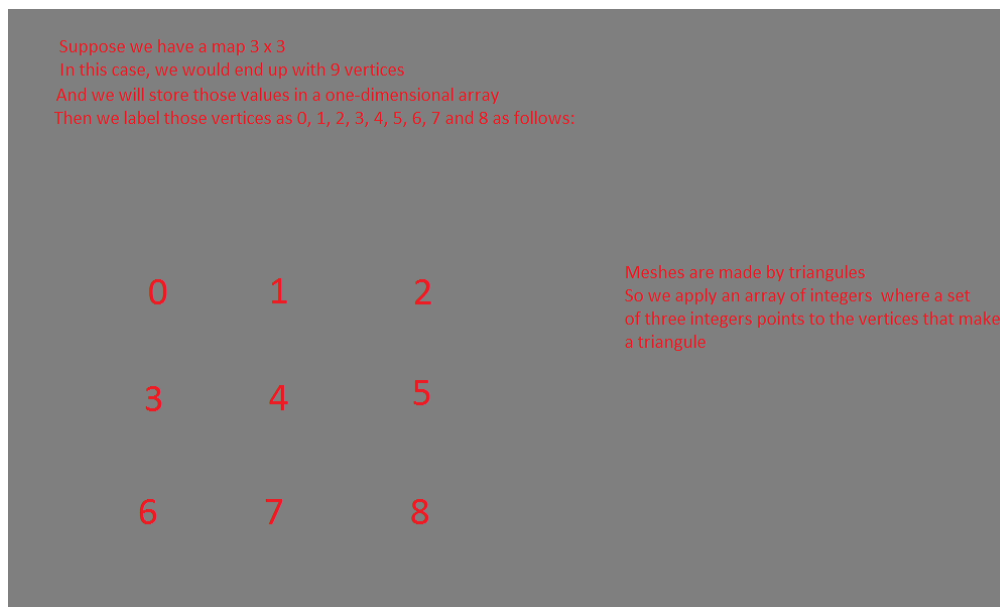 Suppose we have a map 3 x 3
In this case, we would end up with 9 vertices
And we will store those values in a one-dimensional array
Then we label those vertices as 0, 1, 2, 3, 4, 5, 6, 7 and 8 as follows:
0 1 2
3 4 5
6 7 8
Meshes are made by triangules
So we apply an array of integers where a set
of three integers points to the vertices that make
a triangule